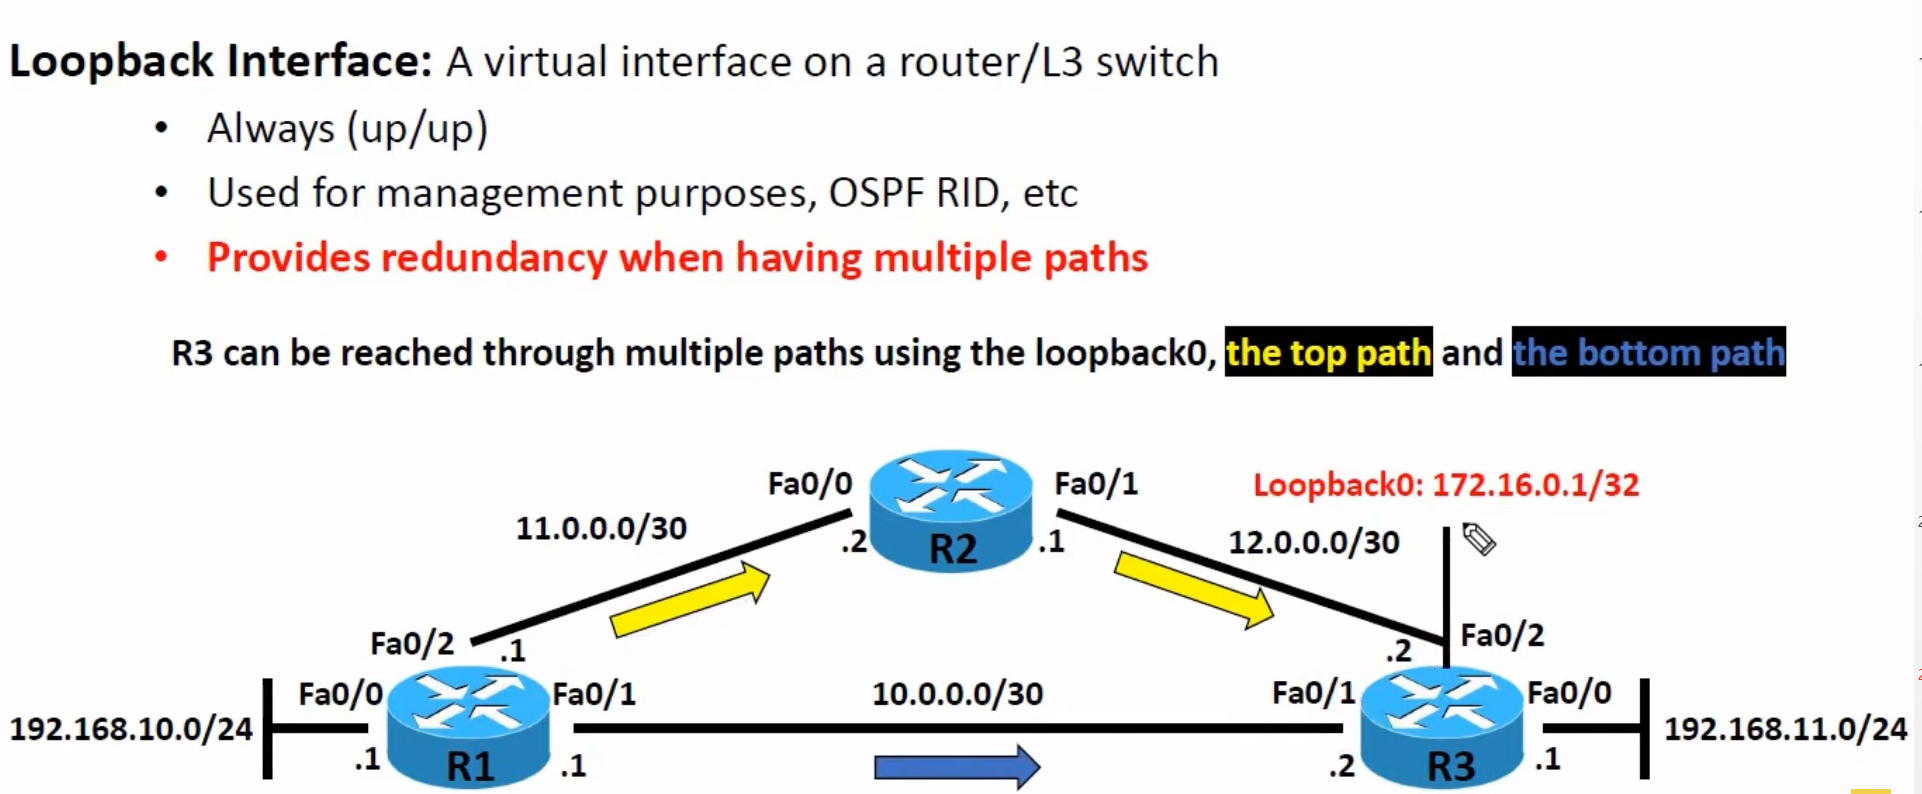 Loopback Interface: A virtual interface on a router/L3 switch
• Always (up/up)
• Used for management purposes, OSPF RID, etc
• Provides redundancy when having multiple paths
R3 can be reached through multiple paths using the loopback0, the top path and the bottom path
Fa0/0
Fa0/1
Loopback0: 172.16.0.1/32
11.0.0.0/30
.2
R2
.1
12.0.0.0/30
Fa0/2
.1
.2
Fa0/2
Fa0/0
Fa0/1
10.0.0.0/30
Fa0/1
Fa0/0
192.168.10.0/24
192.168.11.0/24
.1
R1
.1
.2
R3
.1